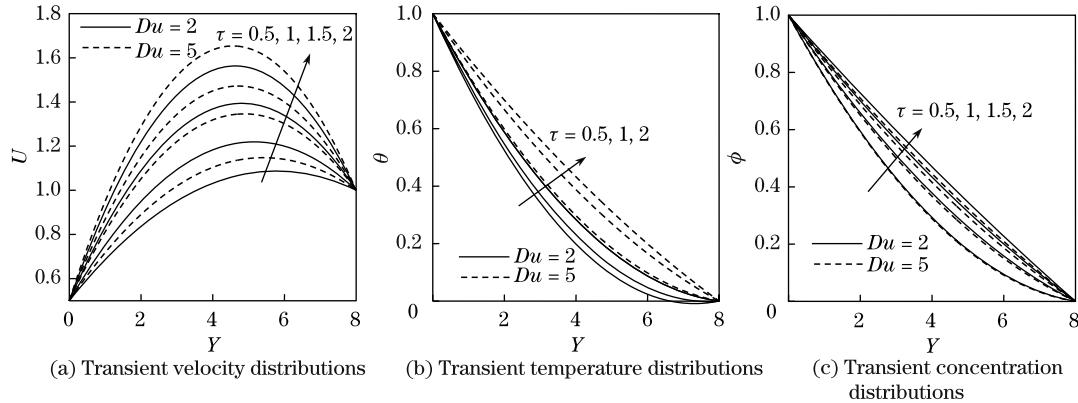 1.8
1.6
1.4
1.2
1.0
0.8
0.6
U
Du = 2
Du = 5
τ = 0.5, 1, 1.5, 2
0
2
4
6
8
Y
(a) Transient velocity distributions
1.0
0.8
0.6
0.4
0.2
0
θ
τ = 0.5, 1, 2
Du = 2
Du = 5
2
4
6
8
Y
(b) Transient temperature distributions
1.0
0.8
0.6
0.4
0.2
0
ϕ
τ = 0.5, 1, 1.5, 2
Du = 2
Du = 5
2
4
6
8
Y
(c) Transient concentration
distributions